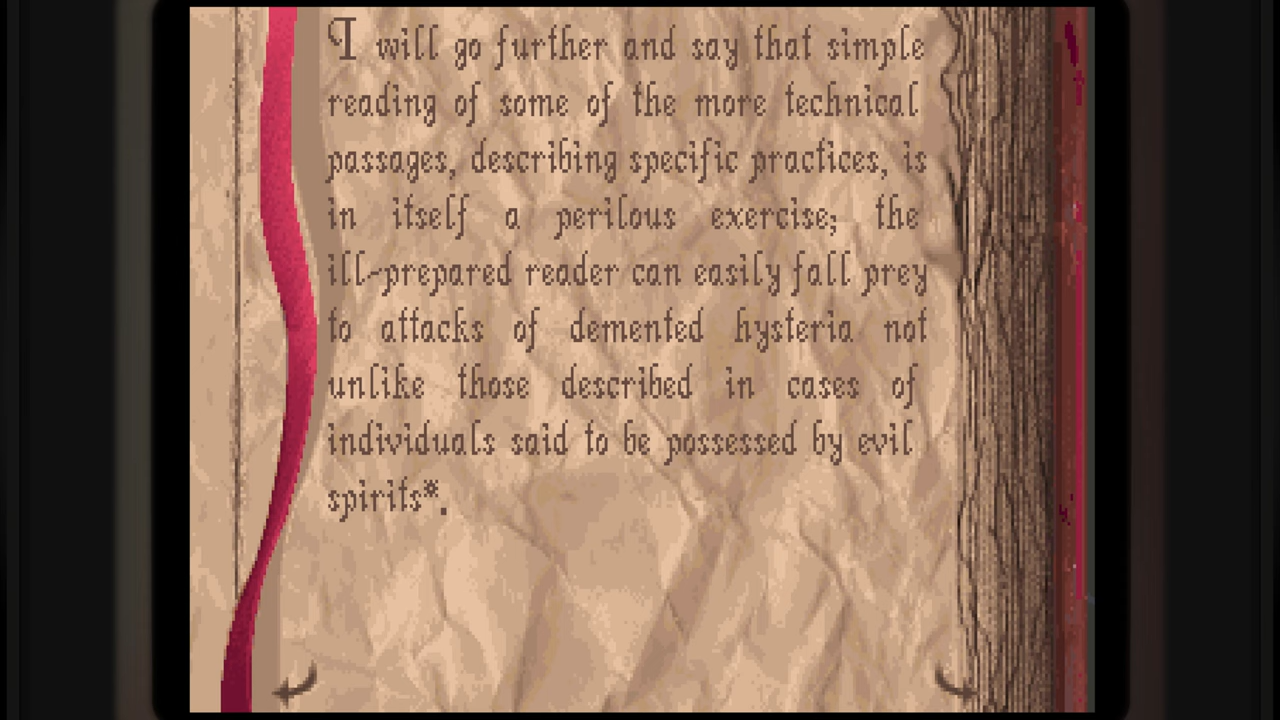 I will go further and say that simple
reading of some of the more technical
passages, describing specific practices, is
in itself a perilous exercise; the
ill-prepared reader can easily fall prey
to attacks of demented hysteria not
unlike those described in cases of
individuals said to be possessed by evil
spirits*.